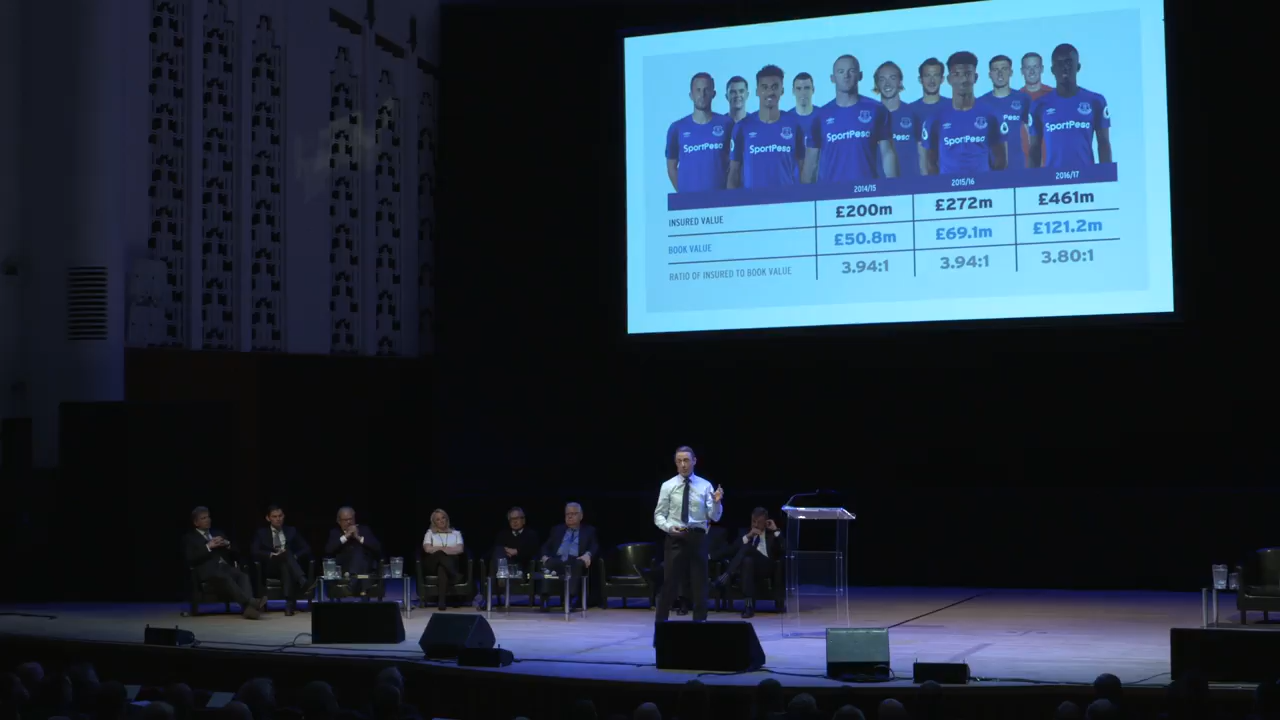 SportPesa SportPesa SportPesa SportPesa SportPesa
2014/15 2015/16 2016/17
INSURED VALUE £200m £272m £461m
BOOK VALUE £50.8m £69.1m £121.2m
RATIO OF INSURED TO BOOK VALUE 3.94:1 3.94:1 3.80:1